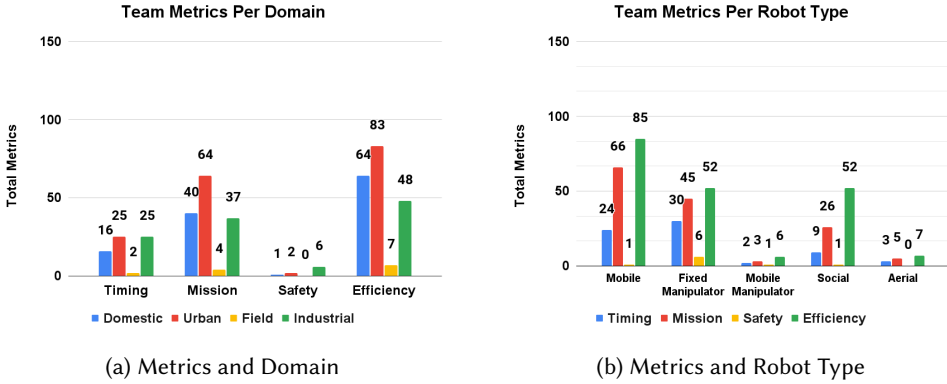 Team Metrics Per Domain
Total Metrics
150
100
50
0
16 25 2 25
40 64 4 37
1 2 0 6
64 83 7 48
Timing Mission Safety Efficiency
Domestic Urban Field Industrial
(a) Metrics and Domain
Team Metrics Per Robot Type
Total Metrics
150
100
50
0
24 66 1 85
30 45 6 52
2 3 1 6
9 26 1 52
3 5 0 7
Mobile Fixed Manipulator Mobile Manipulator Social Aerial
Timing Mission Safety Efficiency
(b) Metrics and Robot Type